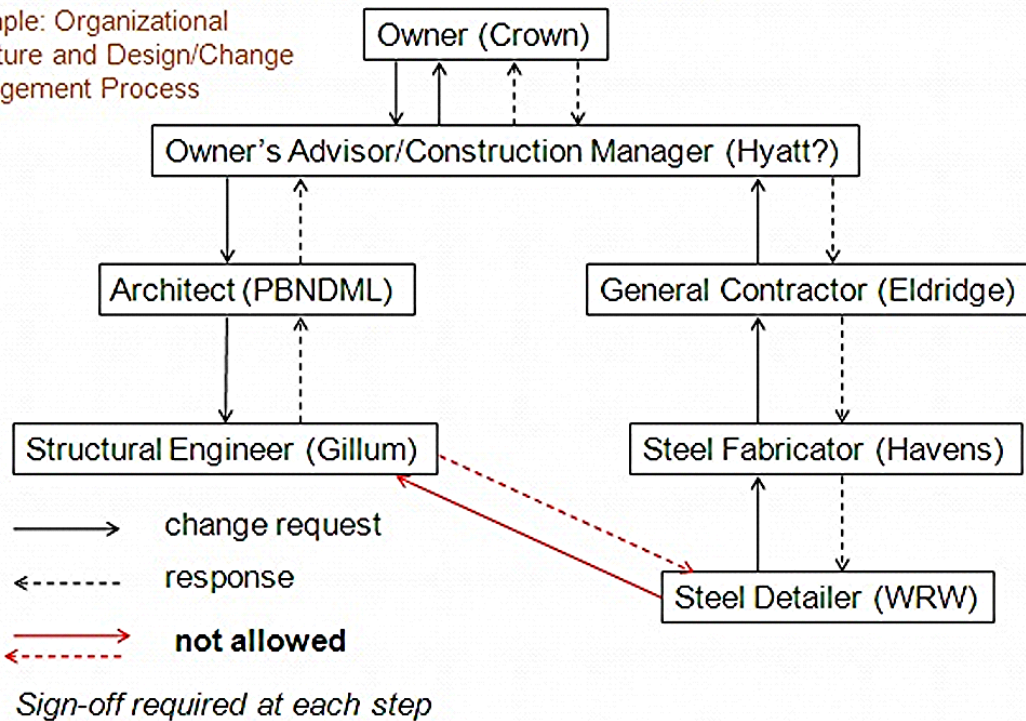 ple: Organizational
ture and Design/Change
gement Process
Owner (Crown)
Owner's Advisor/Construction Manager (Hyatt?)
Architect (PBNDML)
General Contractor (Eldridge)
Structural Engineer (Gillum)
Steel Fabricator (Havens)
change request
response
Steel Detailer (WRW)
not allowed
Sign-off required at each step